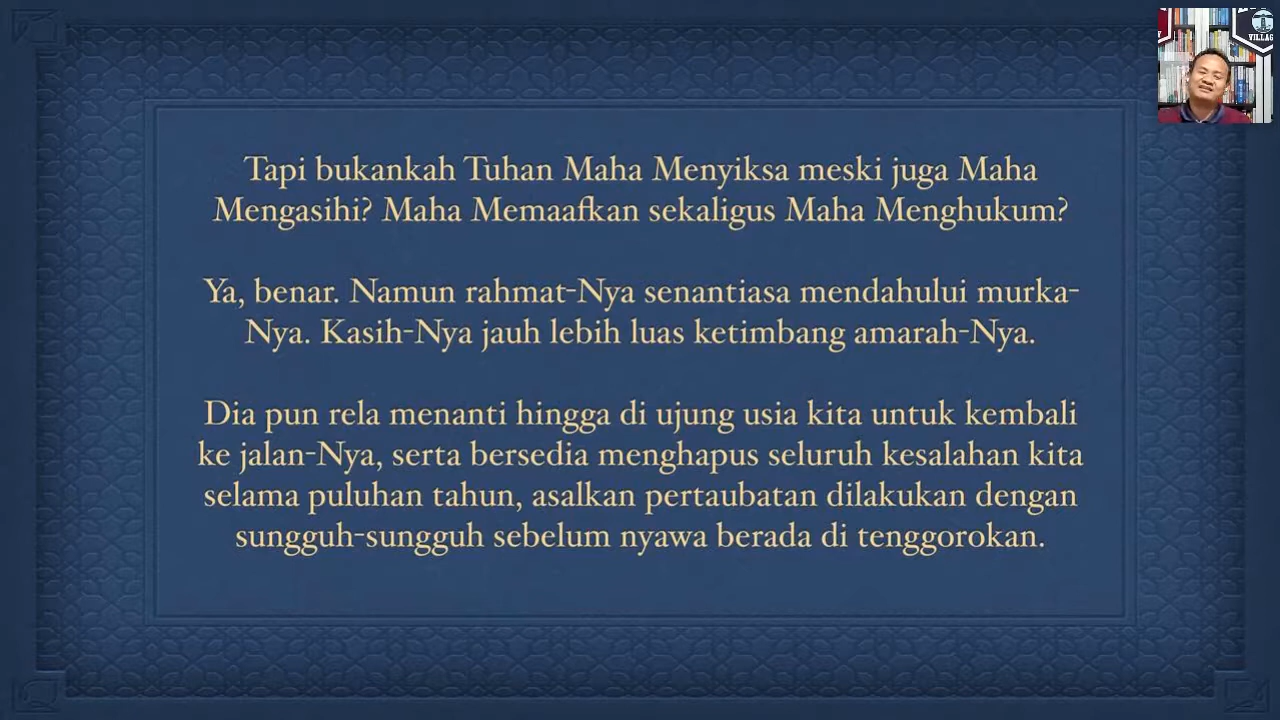 Tapi bukankah Tuhan Maha Menyiksa meski juga Maha
Mengasihi? Maha Memaafkan sekaligus Maha Menghukum?
Ya, benar. Namun rahmat-Nya senantiasa mendahului murka-
Nya. Kasih-Nya jauh lebih luas ketimbang amarah-Nya.
Dia pun rela menanti hingga di ujung usia kita untuk kembali
ke jalan-Nya, serta bersedia menghapus seluruh kesalahan kita
selama puluhan tahun, asalkan pertaubatan dilakukan dengan
sungguh-sungguh sebelum nyawa berada di tenggorokan.
VILLAG